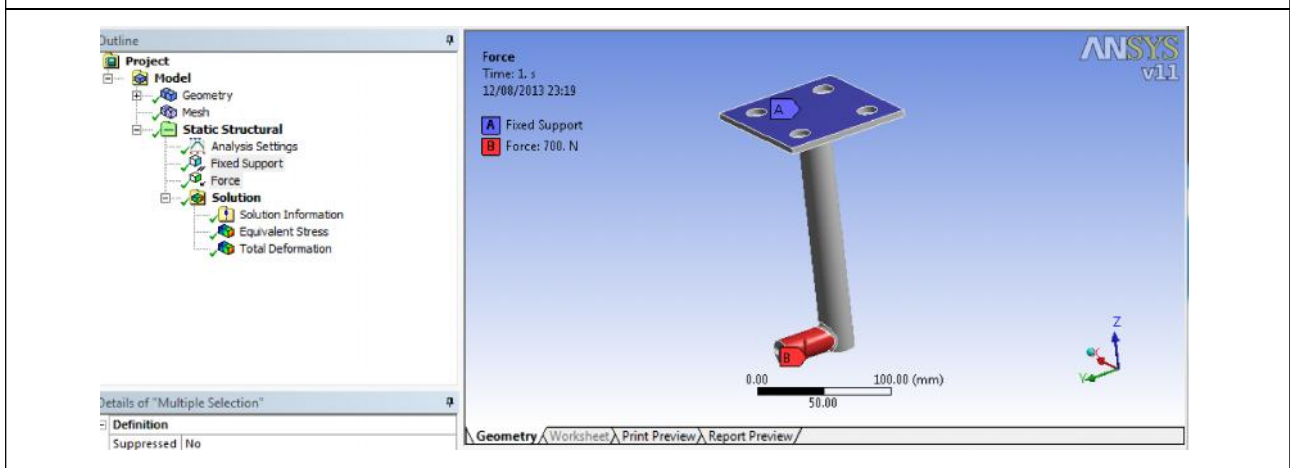 Outline
Project
Model
Geometry
Mesh
Static Structural
Analysis Settings
Fixed Support
Force
Solution
Solution Information
Equivalent Stress
Total Deformation
Details of "Multiple Selection"
Definition
Suppressed No
Force
Time: 1. s
12/08/2013 23:19
A Fixed Support
B Force: 700. N
ANSYS
v11
A
B
0.00 100.00 (mm)
50.00
Z
Y
Geometry Worksheet Print Preview Report Preview